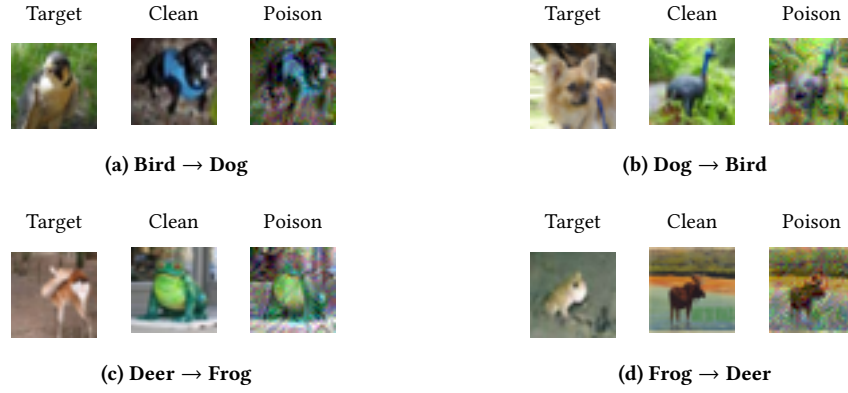 Target Clean Poison Target Clean Poison
(a) Bird → Dog (b) Dog → Bird
Target Clean Poison Target Clean Poison
(c) Deer → Frog (d) Frog → Deer